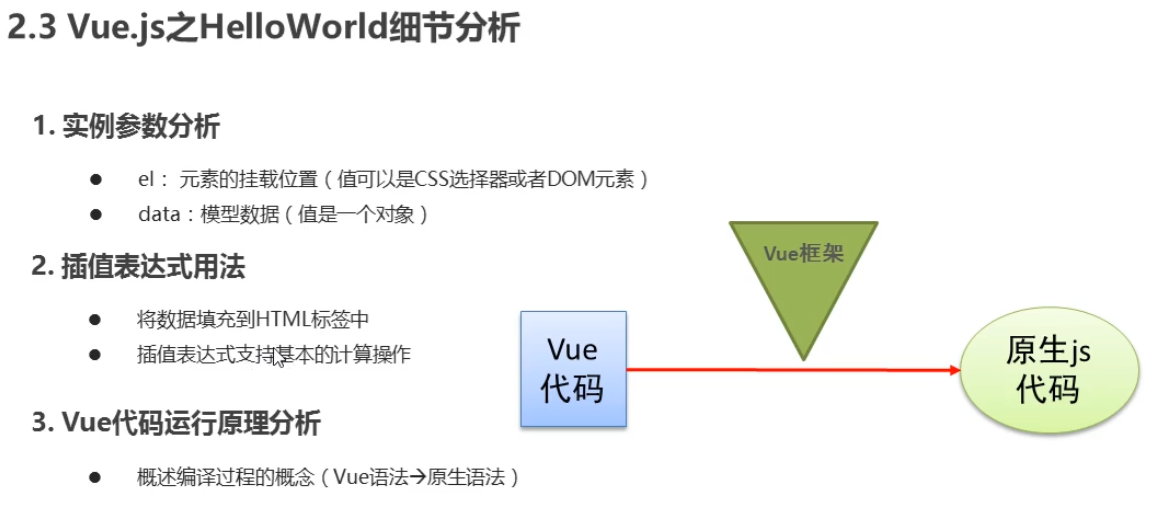 2.3 Vue.js之HelloWorld细节分析
1. 实例参数分析
● el： 元素的挂载位置（值可以是CSS选择器或者DOM元素）
● data：模型数据（值是一个对象）
2. 插值表达式用法
● 将数据填充到HTML标签中
● 插值表达式支持基本的计算操作
3. Vue代码运行原理分析
● 概述编译过程的概念（Vue语法→原生语法）
Vue框架
Vue
代码
原生js
代码